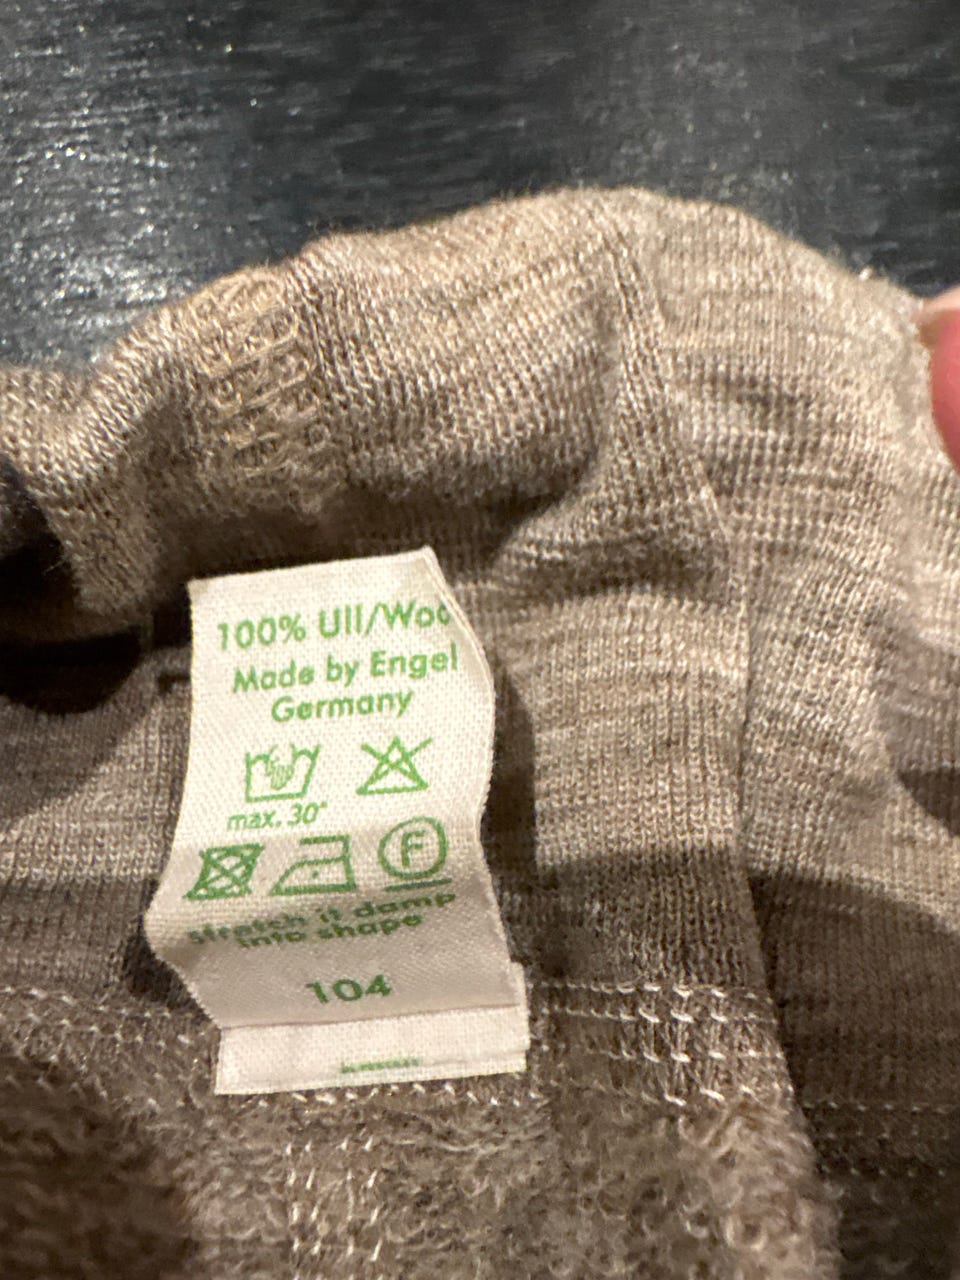 100% Ull/Woo
Made by Engel
Germany
max. 30°
F
stretch it damp
into shape
104